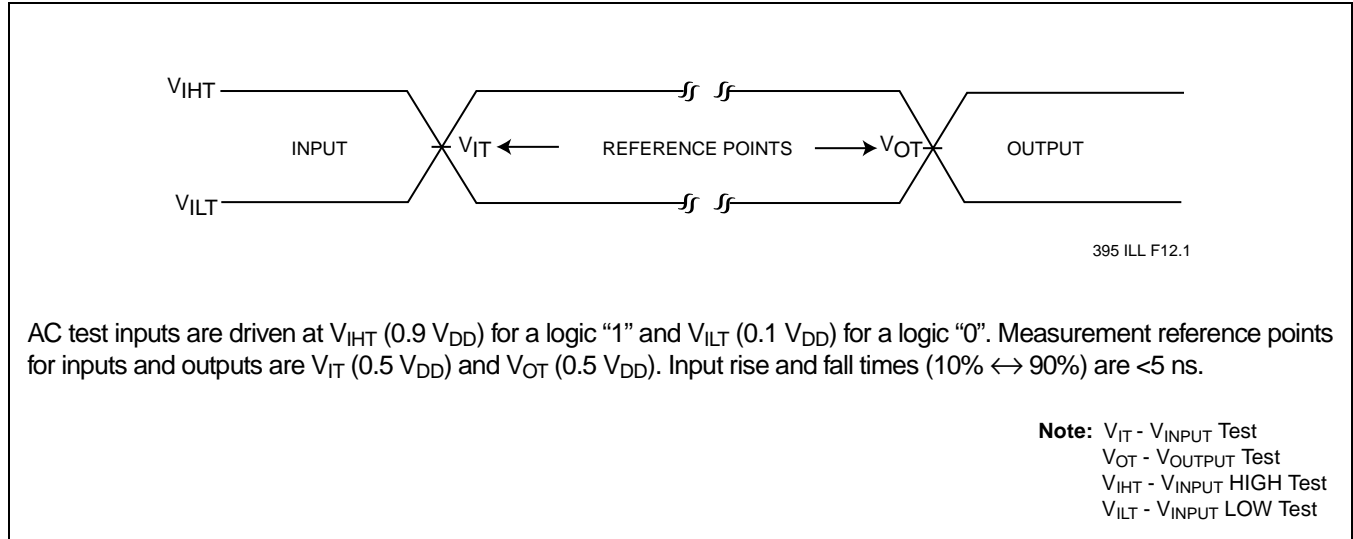 VIHT
INPUT VIT REFERENCE POINTS VOT OUTPUT
VILT
395 ILL F12.1
AC test inputs are driven at VIHT (0.9 VDD) for a logic “1” and VILT (0.1 VDD) for a logic “0”. Measurement reference points
for inputs and outputs are VIT (0.5 VDD) and VOT (0.5 VDD). Input rise and fall times (10% ↔ 90%) are <5 ns.
Note: VIT - VINPUT Test
VOT - VOUTPUT Test
VIHT - VINPUT HIGH Test
VILT - VINPUT LOW Test